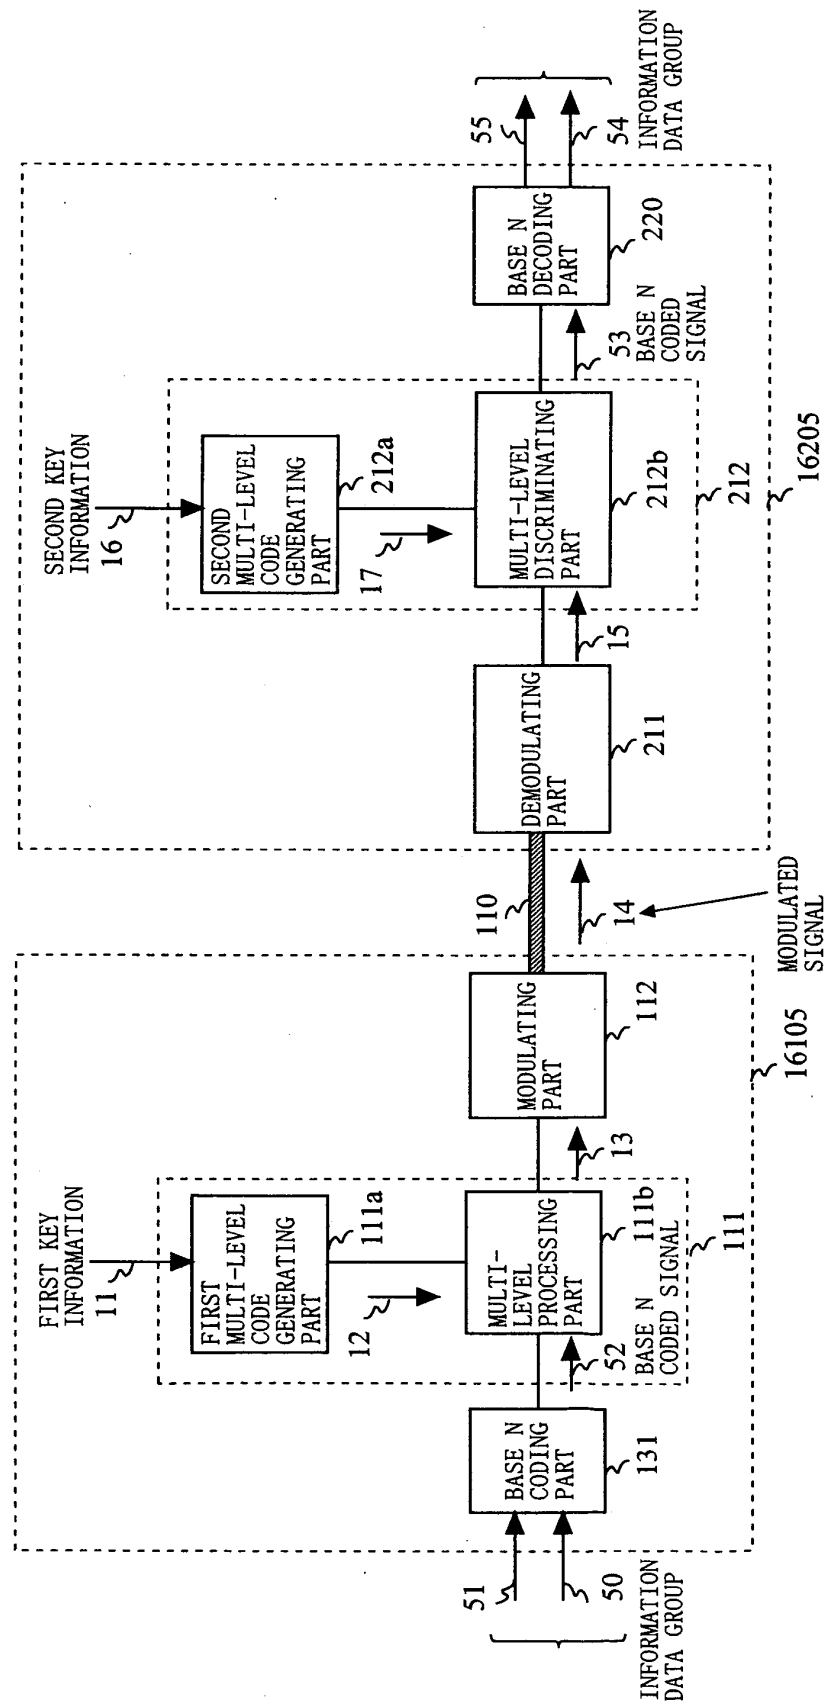 INFORMATION
DATA GROUP
51
50
BASE N
CODING
PART
131
52
BASE N
CODED SIGNAL
FIRST KEY
INFORMATION
11
FIRST
MULTI-LEVEL
CODE
GENERATING
PART
111a
12
MULTI-
LEVEL
PROCESSING
PART
111b
111
13
MODULATING
PART
112
16105
110
14
MODULATED
SIGNAL
DEMODULATING
PART
211
15
SECOND KEY
INFORMATION
16
SECOND
MULTI-LEVEL
CODE
GENERATING
PART
212a
17
MULTI-LEVEL
DISCRIMINATING
PART
212b
212
16205
53
BASE N
CODED
SIGNAL
BASE N
DECODING
PART
220
55
54
INFORMATION
DATA GROUP